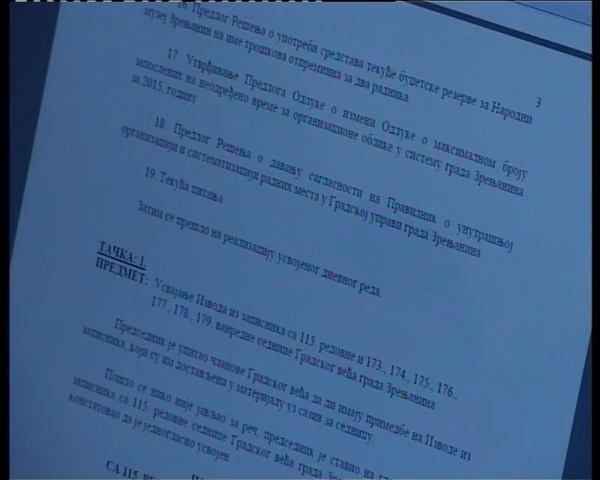 3
16. Предлог Решења о употреби средстава текуће буџетске резерве за Народни
музеј Зрењанин на име трошкова отпремнина за два радника
17. Утврђивање Предлога Одлуке о измени Одлуке о максималном броју
запослених на неодређено време за организационе облике у систему града Зрењанина
за 2015. годину
18. Предлог Решења о давању сагласности на Правилник о унутрашњој
организацији и систематизацији радних места у Градској управи града Зрењанина
19. Текућа питања
Затим се прешло на реализацију усвојеног дневног реда.
ТАЧКА: 1.
ПРЕДМЕТ: Усвајање Извода из записника са 115. редовне и 173., 174., 175., 176.,
177., 178., 179. ванредне седнице Градског већа града Зрењанина
Председник је упитао чланове Градског већа да ли имају примедбе на Изводе из
записника, који су им достављени у материјалу уз сазив за седницу.
Пошто се нико није јављао за реч, председник је ставио на
записника са 115. редовне седнице Градског већа града
констатовао да је једногласно усвојен
СА 115.